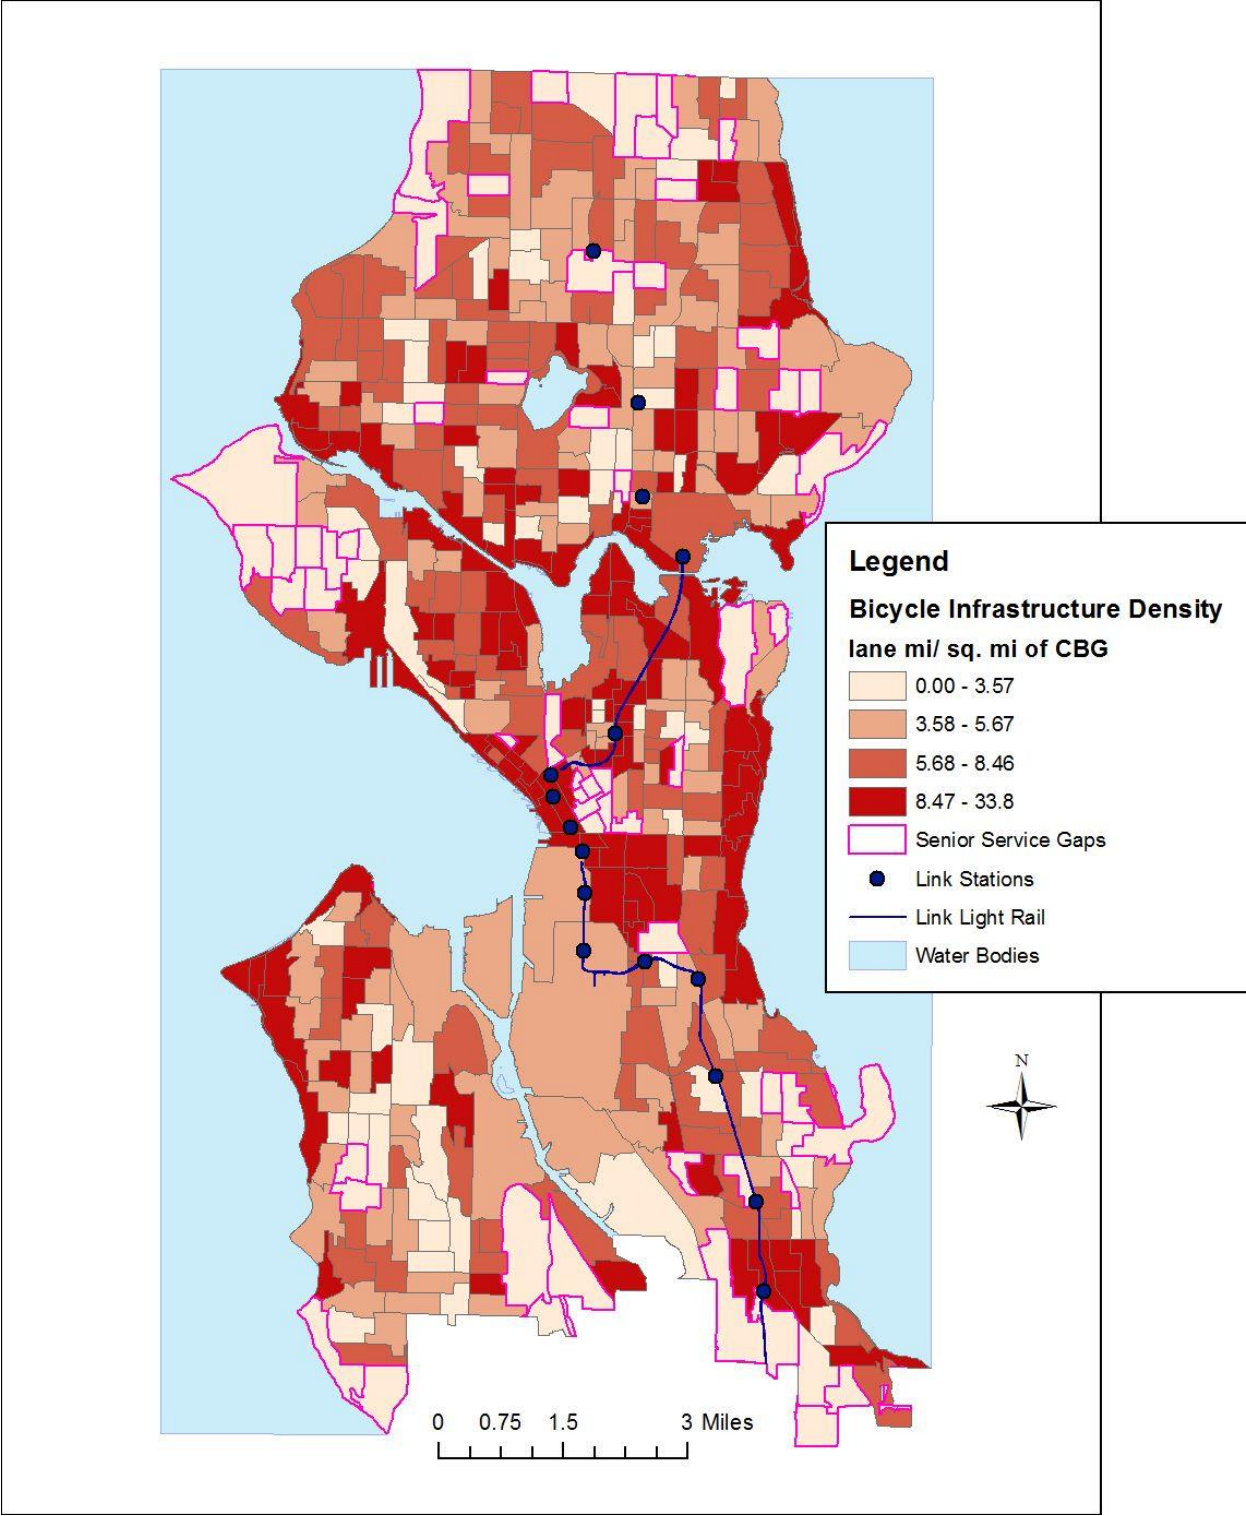 Legend
Bicycle Infrastructure Density
lane mi/ sq. mi of CBG
0.00 - 3.57
3.58 - 5.67
5.68 - 8.46
8.47 - 33.8
Senior Service Gaps
Link Stations
Link Light Rail
Water Bodies
N
0 0.75 1.5 3 Miles